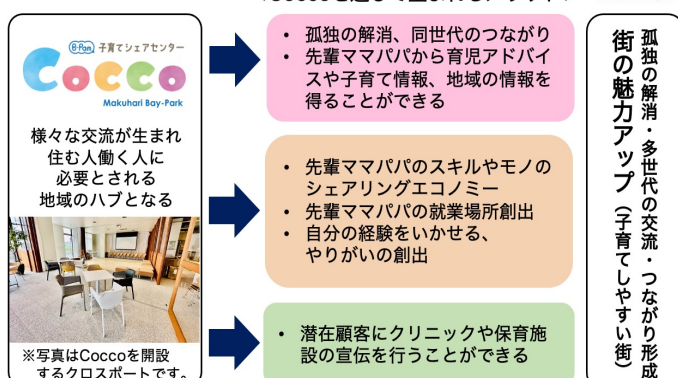 B-Pam 子育てシェアセンター
Cocco
Makuhari Bay-Park
様々な交流が生まれ
住む人働く人に
必要とされる
地域のハブとなる
※写真はCoccoを開設
するクロスポートです。
• 孤独の解消、同世代のつながり
• 先輩ママパパから育児アドバイ
スや子育て情報、地域の情報を
得ることができる
• 先輩ママパパのスキルやモノの
シェアリングエコノミー
• 先輩ママパパの就業場所創出
• 自分の経験をいかせる、
やりがいの創出
• 潜在顧客にクリニックや保育施
設の宣伝を行うことができる
孤独の解消・多世代の交流・つながり形成
街の魅力アップ（子育てしやすい街）